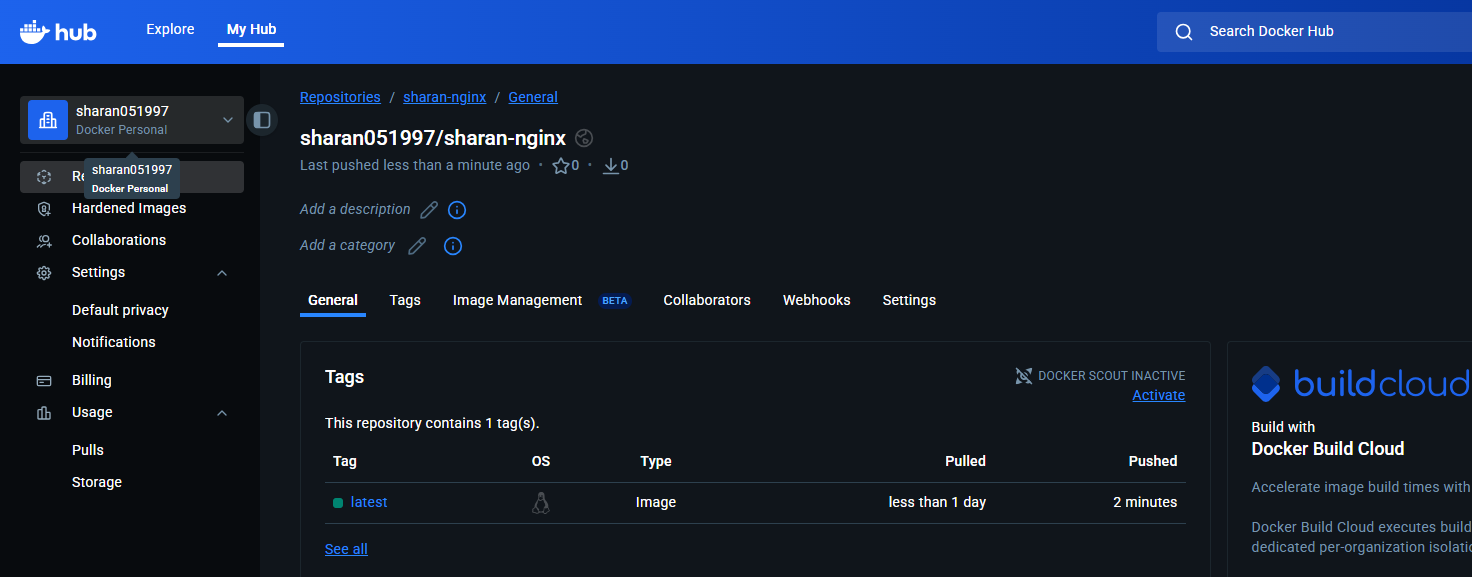 hub
Explore
My Hub
Search Docker Hub
sharan051997
Docker Personal
sharan051997
Docker Personal
Hardened Images
Collaborations
Settings
Default privacy
Notifications
Billing
Usage
Pulls
Storage
Repositories / sharan-nginx / General
sharan051997/sharan-nginx
Last pushed less than a minute ago · 0 · 0
Add a description
Add a category
General Tags Image Management BETA Collaborators Webhooks Settings
Tags
DOCKER SCOUT INACTIVE
Activate
This repository contains 1 tag(s).
Tag OS Type Pulled Pushed
latest Image less than 1 day 2 minutes
See all
buildcloud
Build with
Docker Build Cloud
Accelerate image build times with
Docker Build Cloud executes build
dedicated per-organization isolatio